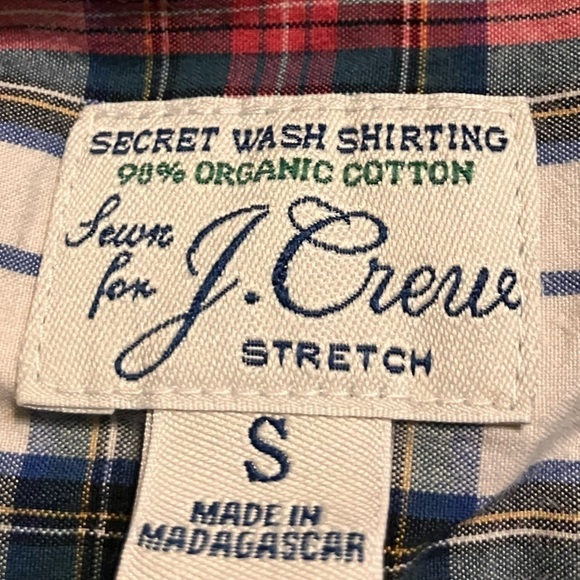 SECRET WASH SHIRTING
98% ORGANIC COTTON
Sewn
for J.Crew
STRETCH
S
MADE IN
MADAGASCAR